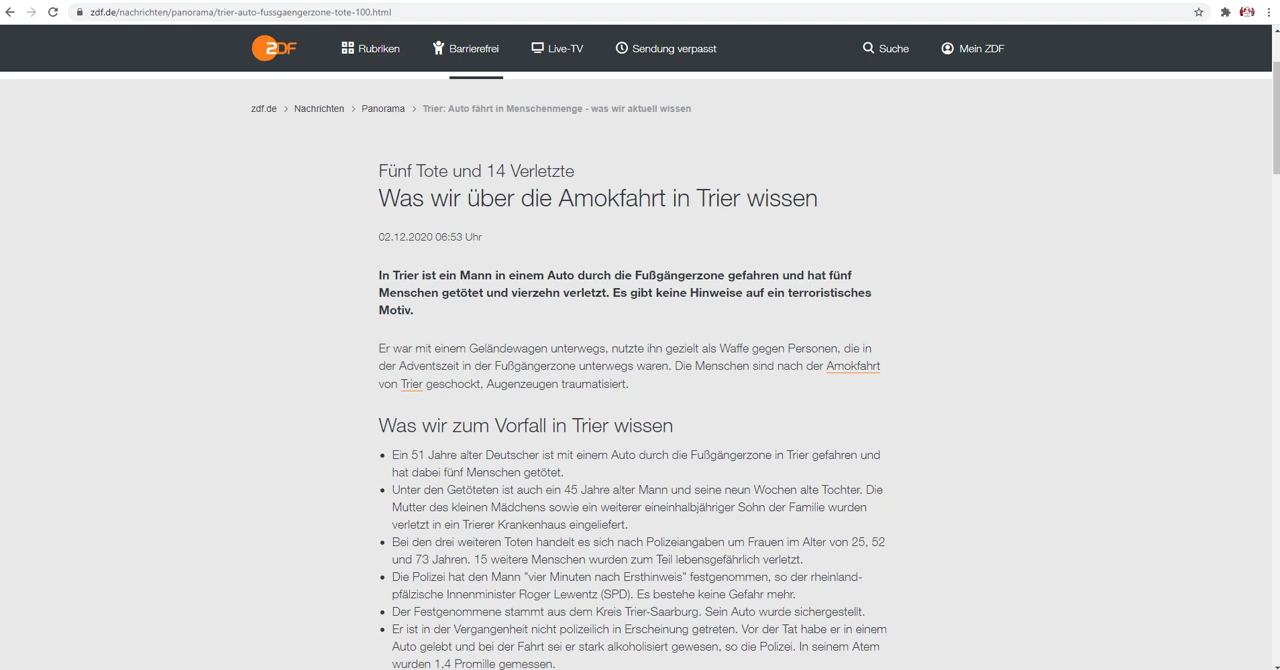 zdf.de/nachrichten/panorama/trier-auto-fussgaengerzone-tote-100.html
ZDF Rubriken Barrierefrei Live-TV Sendung verpasst Suche Mein ZDF
zdf.de > Nachrichten > Panorama > Trier: Auto fährt in Menschenmenge - was wir aktuell wissen
Fünf Tote und 14 Verletzte
Was wir über die Amokfahrt in Trier wissen
02.12.2020 06:53 Uhr
In Trier ist ein Mann in einem Auto durch die Fußgängerzone gefahren und hat fünf
Menschen getötet und vierzehn verletzt. Es gibt keine Hinweise auf ein terroristisches
Motiv.
Er war mit einem Geländewagen unterwegs, nutzte ihn gezielt als Waffe gegen Personen, die in
der Adventszeit in der Fußgängerzone unterwegs waren. Die Menschen sind nach der Amokfahrt
von Trier geschockt, Augenzeugen traumatisiert.
Was wir zum Vorfall in Trier wissen
• Ein 51 Jahre alter Deutscher ist mit einem Auto durch die Fußgängerzone in Trier gefahren und
hat dabei fünf Menschen getötet.
• Unter den Getöteten ist auch ein 45 Jahre alter Mann und seine neun Wochen alte Tochter. Die
Mutter des kleinen Mädchens sowie ein weiterer eineinhalbjähriger Sohn der Familie wurden
verletzt in ein Trierer Krankenhaus eingeliefert.
• Bei den drei weiteren Toten handelt es sich nach Polizeiangaben um Frauen im Alter von 25, 52
und 73 Jahren. 15 weitere Menschen wurden zum Teil lebensgefährlich verletzt.
• Die Polizei hat den Mann "vier Minuten nach Ersthinweis" festgenommen, so der rheinland-
pfälzische Innenminister Roger Lewentz (SPD). Es bestehe keine Gefahr mehr.
• Der Festgenommene stammt aus dem Kreis Trier-Saarburg. Sein Auto wurde sichergestellt.
• Er ist in der Vergangenheit nicht polizeilich in Erscheinung getreten. Vor der Tat habe er in einem
Auto gelebt und bei der Fahrt sei er stark alkoholisiert gewesen, so die Polizei. In seinem Atem
wurden 1,4 Promille gemessen.